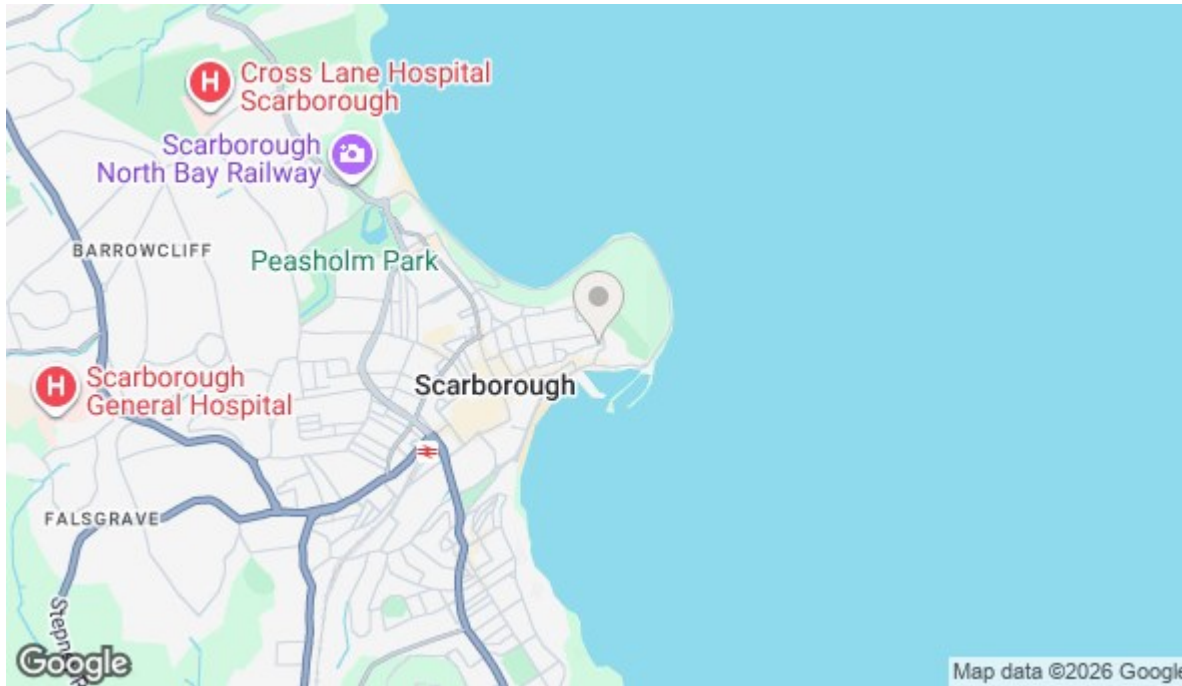 H
Cross Lane Hospital
Scarborough
Scarborough
North Bay Railway
BARROWCLIFF
Peasholm Park
H
Scarborough
General Hospital
Scarborough
FALSGRAVE
Google
Map data ©2026 Google